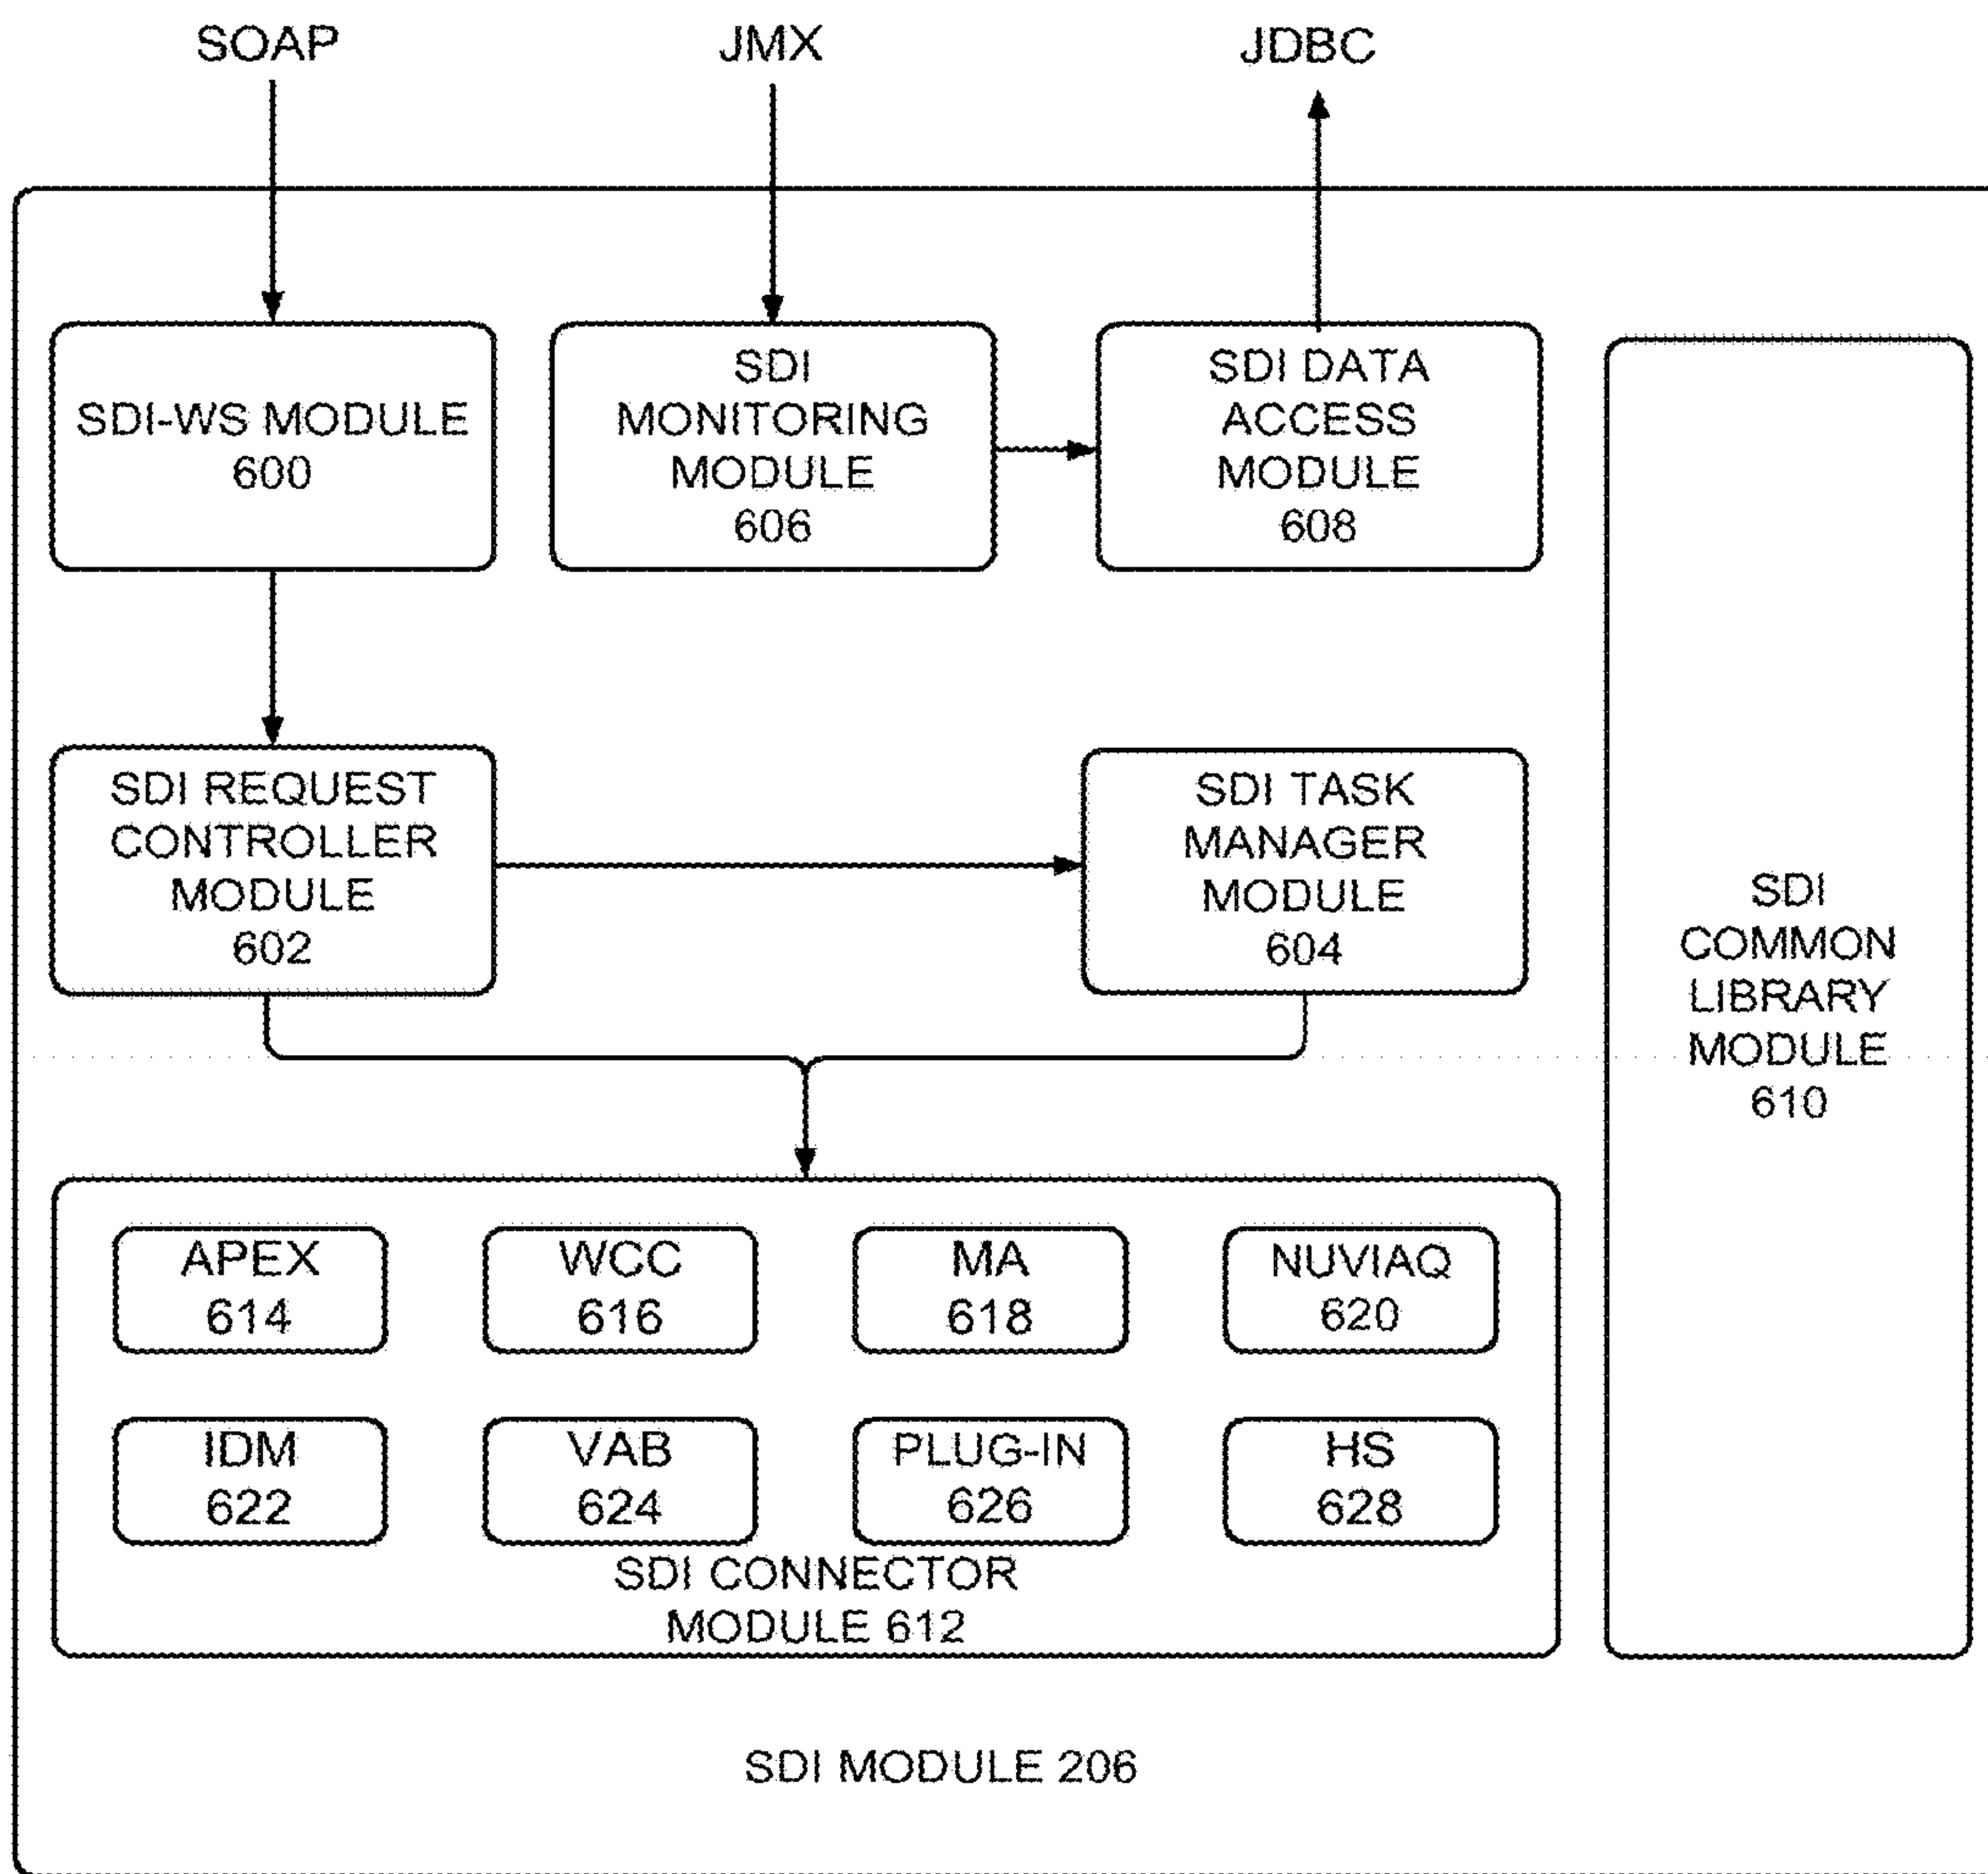 SOAP
JMX
JDBC
SDI-WS MODULE
600
SDI
MONITORING
MODULE
606
SDI DATA
ACCESS
MODULE
608
SDI REQUEST
CONTROLLER
MODULE
602
SDI TASK
MANAGER
MODULE
604
SDI
COMMON
LIBRARY
MODULE
610
APEX
614
WCC
616
MA
618
NUVIAQ
620
IDM
622
VAB
624
PLUG-IN
626
HS
628
SDI CONNECTOR
MODULE 612
SDI MODULE 206